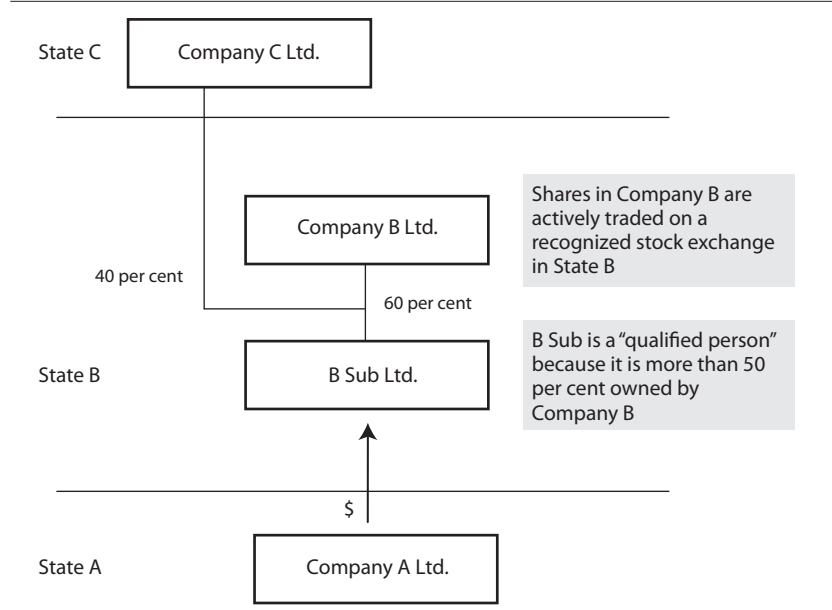 State C
Company C Ltd.
Company B Ltd.
Shares in Company B are
actively traded on a
recognized stock exchange
in State B
40 per cent
60 per cent
State B
B Sub Ltd.
B Sub is a “qualified person”
because it is more than 50
per cent owned by
Company B
$
State A
Company A Ltd.